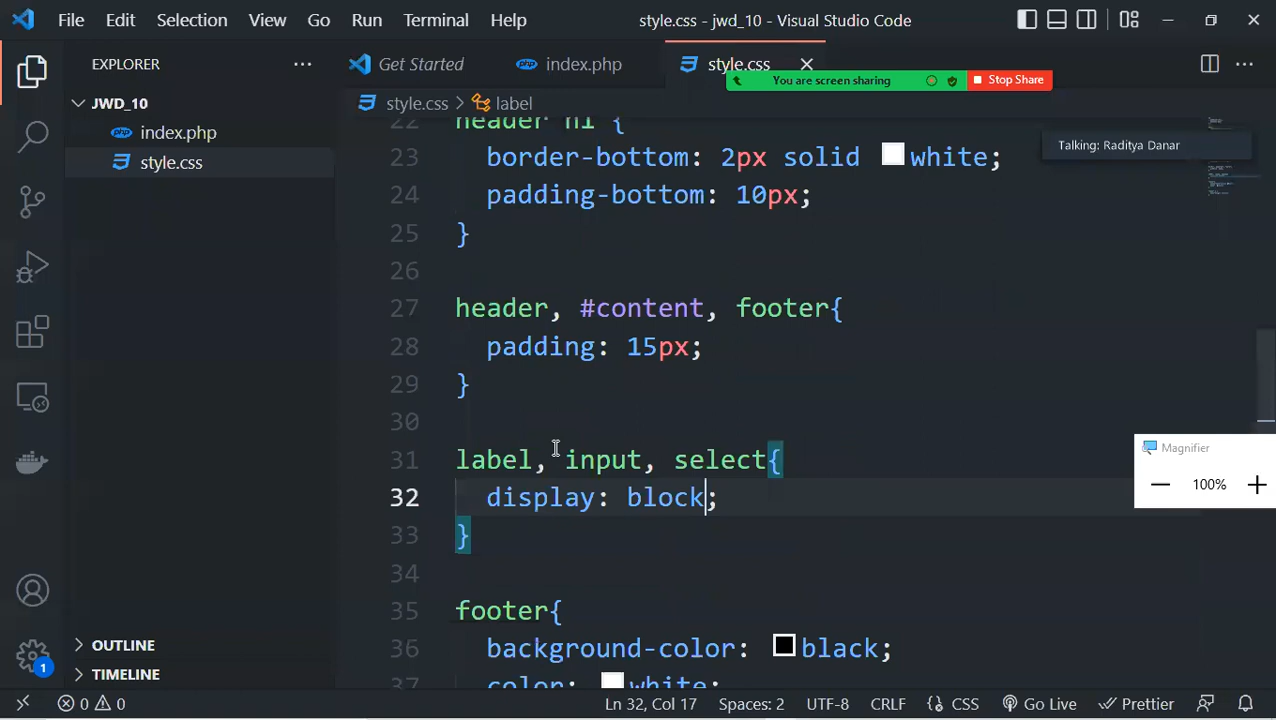 File Edit Selection View Go Run Terminal Help style.css - jwd_10 - Visual Studio Code
EXPLORER
Get Started index.php style.css
You are screen sharing Stop Share
JWD_10
style.css > label
Talking: Raditya Danar
index.php
style.css
22 header h1 {
23 border-bottom: 2px solid white;
24 padding-bottom: 10px;
25 }
26
27 header, #content, footer{
28 padding: 15px;
29 }
30
31 label, input, select{
32 display: block;
33 }
34
35 footer{
36 background-color: black;
37 color: white;
Magnifier
100%
OUTLINE
TIMELINE
1
0 0 Ln 32, Col 17 Spaces: 2 UTF-8 CRLF CSS Go Live Prettier